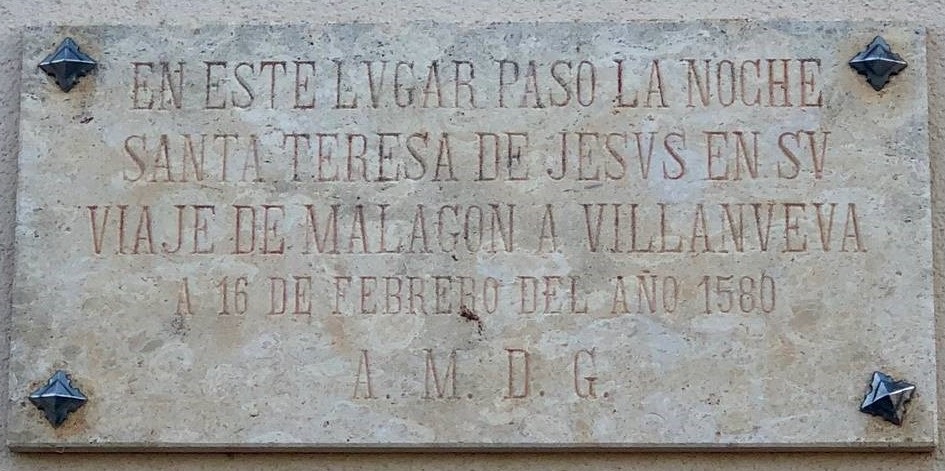 EN ESTE LVGAR PASO LA NOCHE
SANTA TERESA DE JESVS EN SV
VIAJE DE MALAGON A VILLANVEVA
A 16 DE FEBRERO DEL AÑO 1580
A. M. D. G.